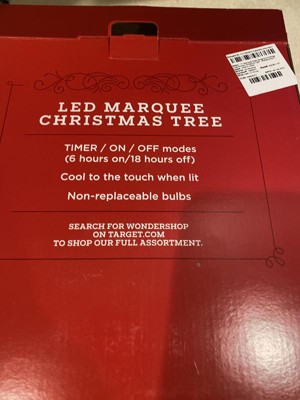 LED MARQUEE
CHRISTMAS TREE
TIMER / ON / OFF modes
(6 hours on/18 hours off)
Cool to the touch when lit
Non-replaceable bulbs
SEARCH FOR WONDERSHOP
ON TARGET.COM
TO SHOP OUR FULL ASSORTMENT.